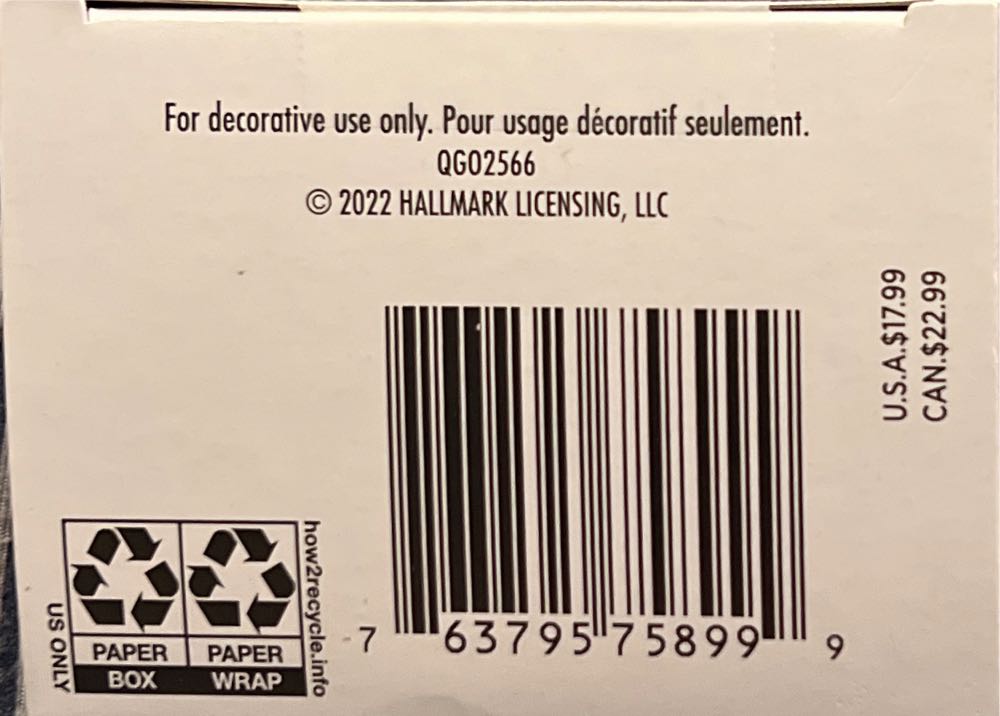 For decorative use only. Pour usage décoratif seulement.
QGO2566
© 2022 HALLMARK LICENSING, LLC
U.S.A.$17.99
CAN.$22.99
7 63795 75899 9
how2recycle.info
US ONLY
PAPER PAPER
BOX WRAP